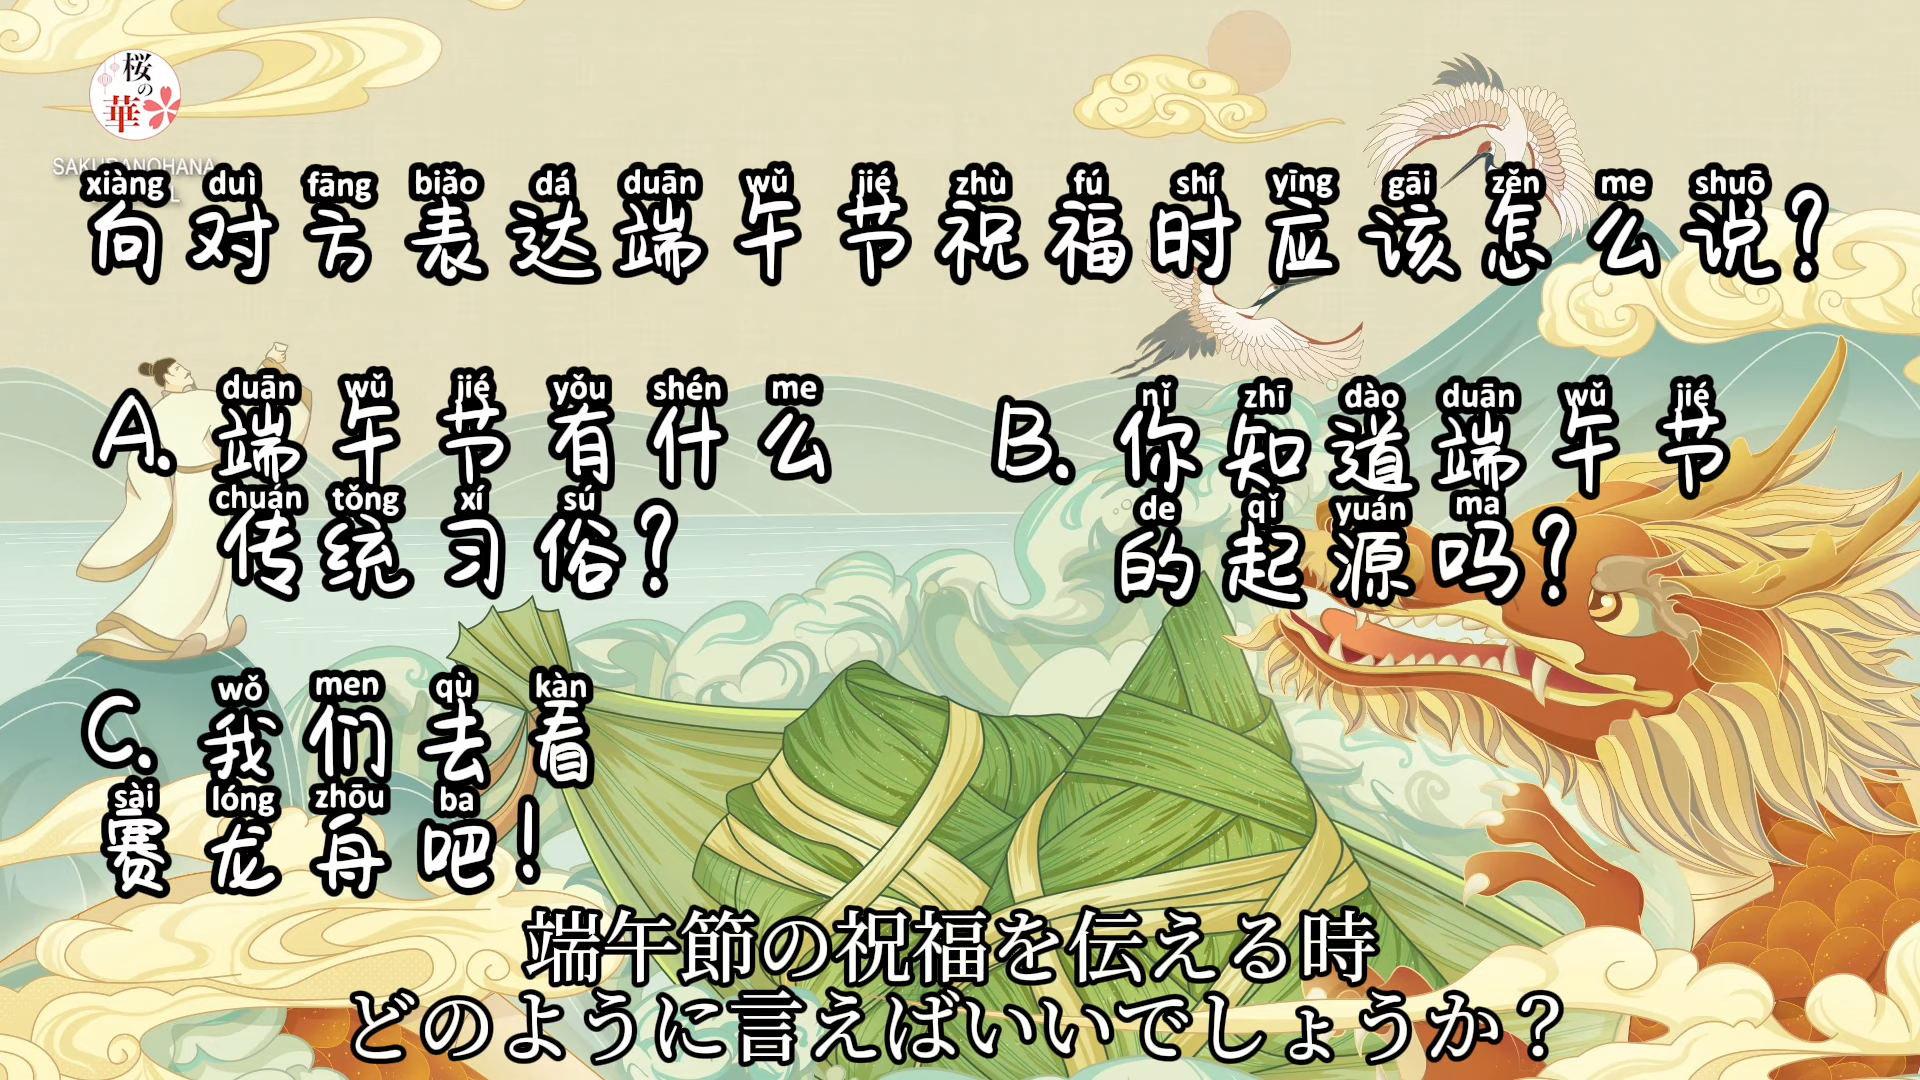 桜の華
SAKURANOHANA
xiàng duì fāng biǎo dá duān wǔ jié zhù fú shí yīng gāi zěn me shuō
向对方表达端午节祝福时应该怎么说?
duān wǔ jié yǒu shén me
A. 端午节有什么
chuán tǒng xí sú
传统习俗?
nǐ zhī dào duān wǔ jié
B. 你知道端午节
de qǐ yuán ma
的起源吗?
wǒ men qù kàn
C. 我们去看
sài lóng zhōu ba
赛龙舟吧!
端午節の祝福を伝える時
どのように言えばいいでしょうか？